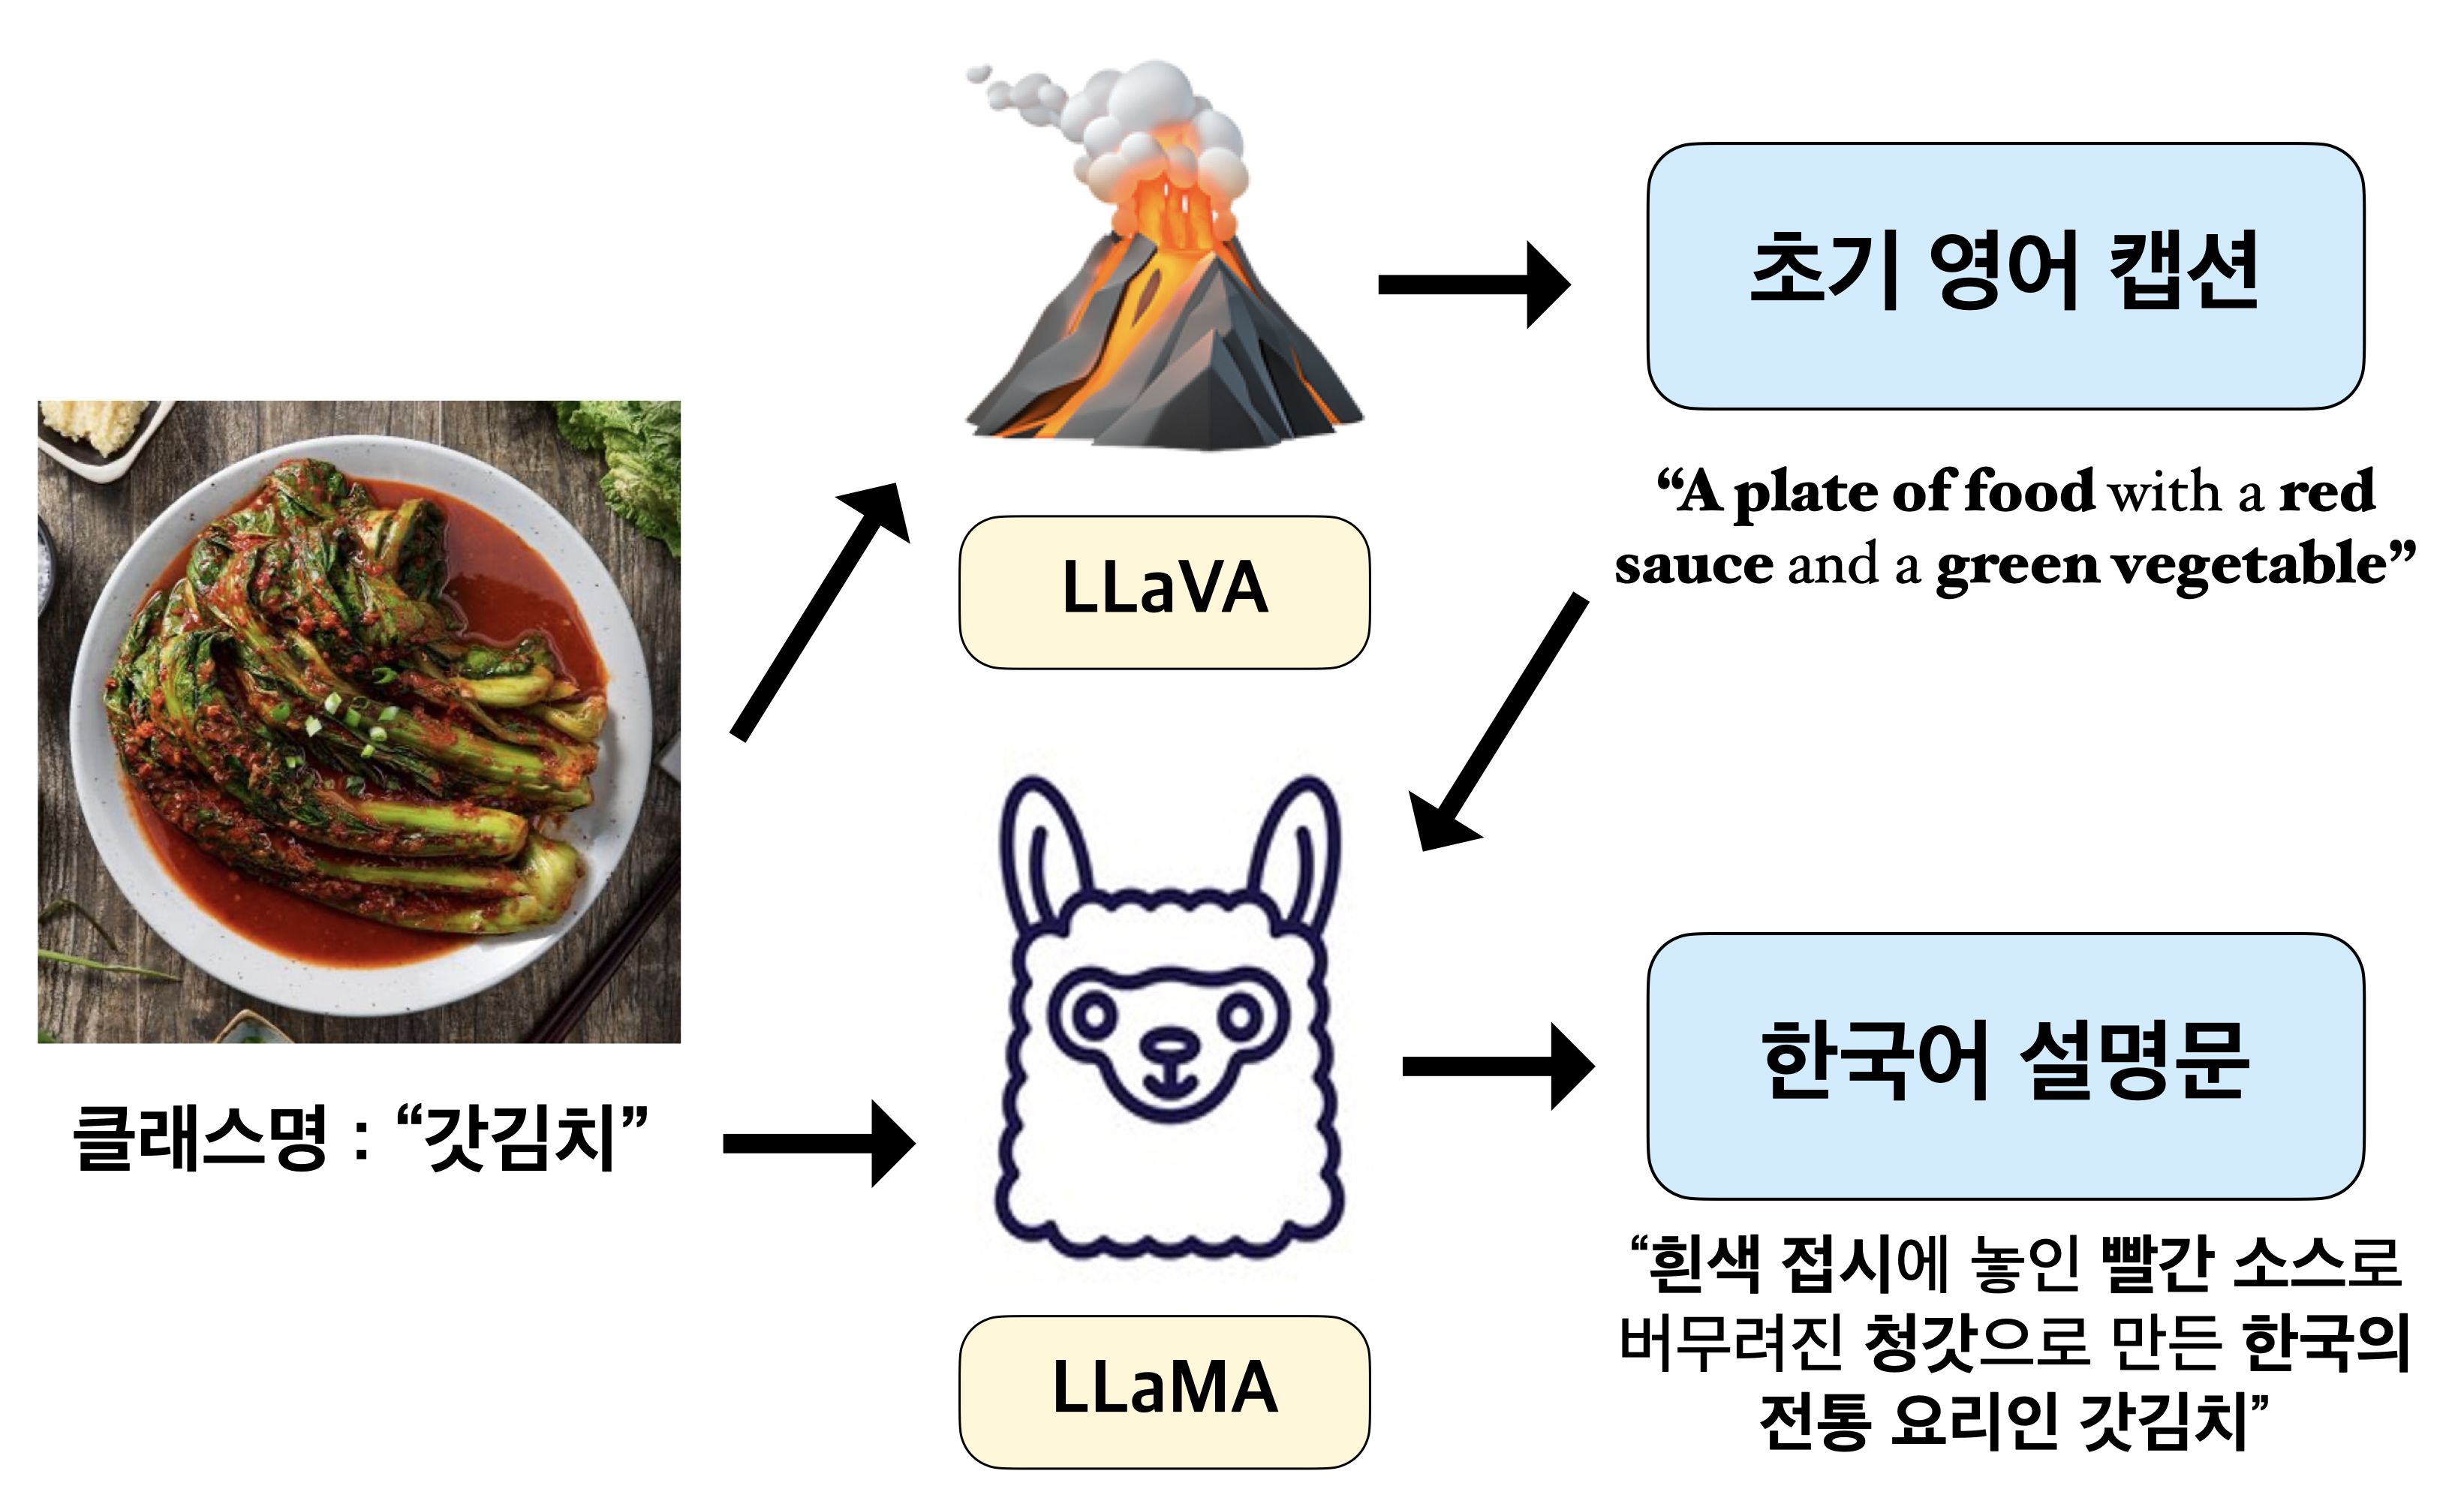 초기 영어 캡션
“A plate of food with a red
sauce and a green vegetable”
LLaVA
클래스명 : “갓김치”
한국어 설명문
“흰색 접시에 놓인 빨간 소스로
버무려진 청갓으로 만든 한국의
전통 요리인 갓김치”
LLaMA